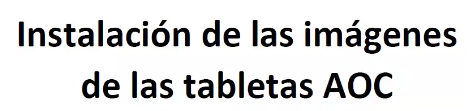 Instalación de las imágenes
de las tabletas AOC